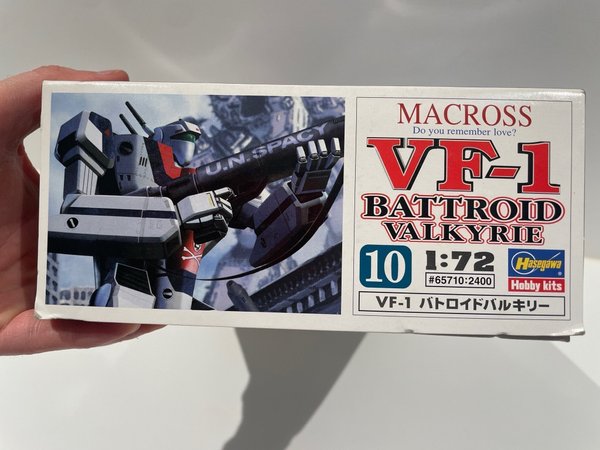 U.N.SPACY
MACROSS
Do you remember love?
VF-1
BATTROID
VALKYRIE
10
1:72
#65710:2400
Hasegawa
Hobby kits
VF-1 バトロイドバルキリー